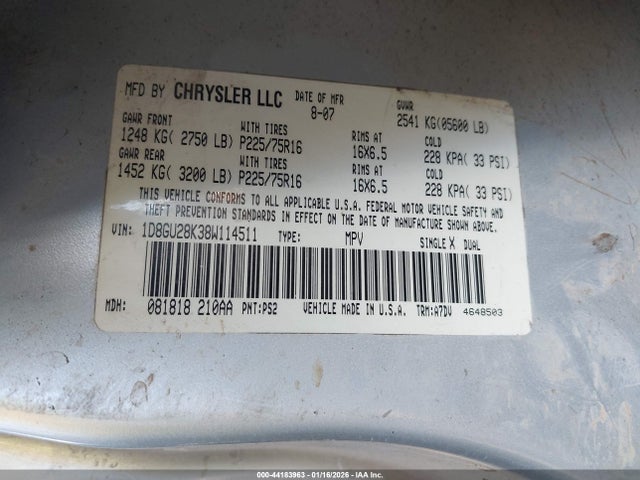 MFD BY CHRYSLER LLC DATE OF MFR 8-07 GVWR 2541 KG(05600 LB)
GAWR FRONT WITH TIRES RIMS AT COLD
1248 KG( 2750 LB) P225/75R16 16X6.5 228 KPA( 33 PSI)
GAWR REAR WITH TIRES RIMS AT COLD
1452 KG( 3200 LB) P225/75R16 16X6.5 228 KPA( 33 PSI)
THIS VEHICLE CONFORMS TO ALL APPLICABLE U.S.A. FEDERAL MOTOR VEHICLE SAFETY AND
THEFT PREVENTION STANDARDS IN EFFECT ON THE DATE OF MANUFACTURE SHOWN ABOVE.
VIN: 1D8GU28K38W114511 TYPE: MPV SINGLE X DUAL
MDH: 081818 210AA PNT:PS2 VEHICLE MADE IN U.S.A. TRM:A7DV 4648503
000-44183963 - 01/16/2026 - IAA Inc.